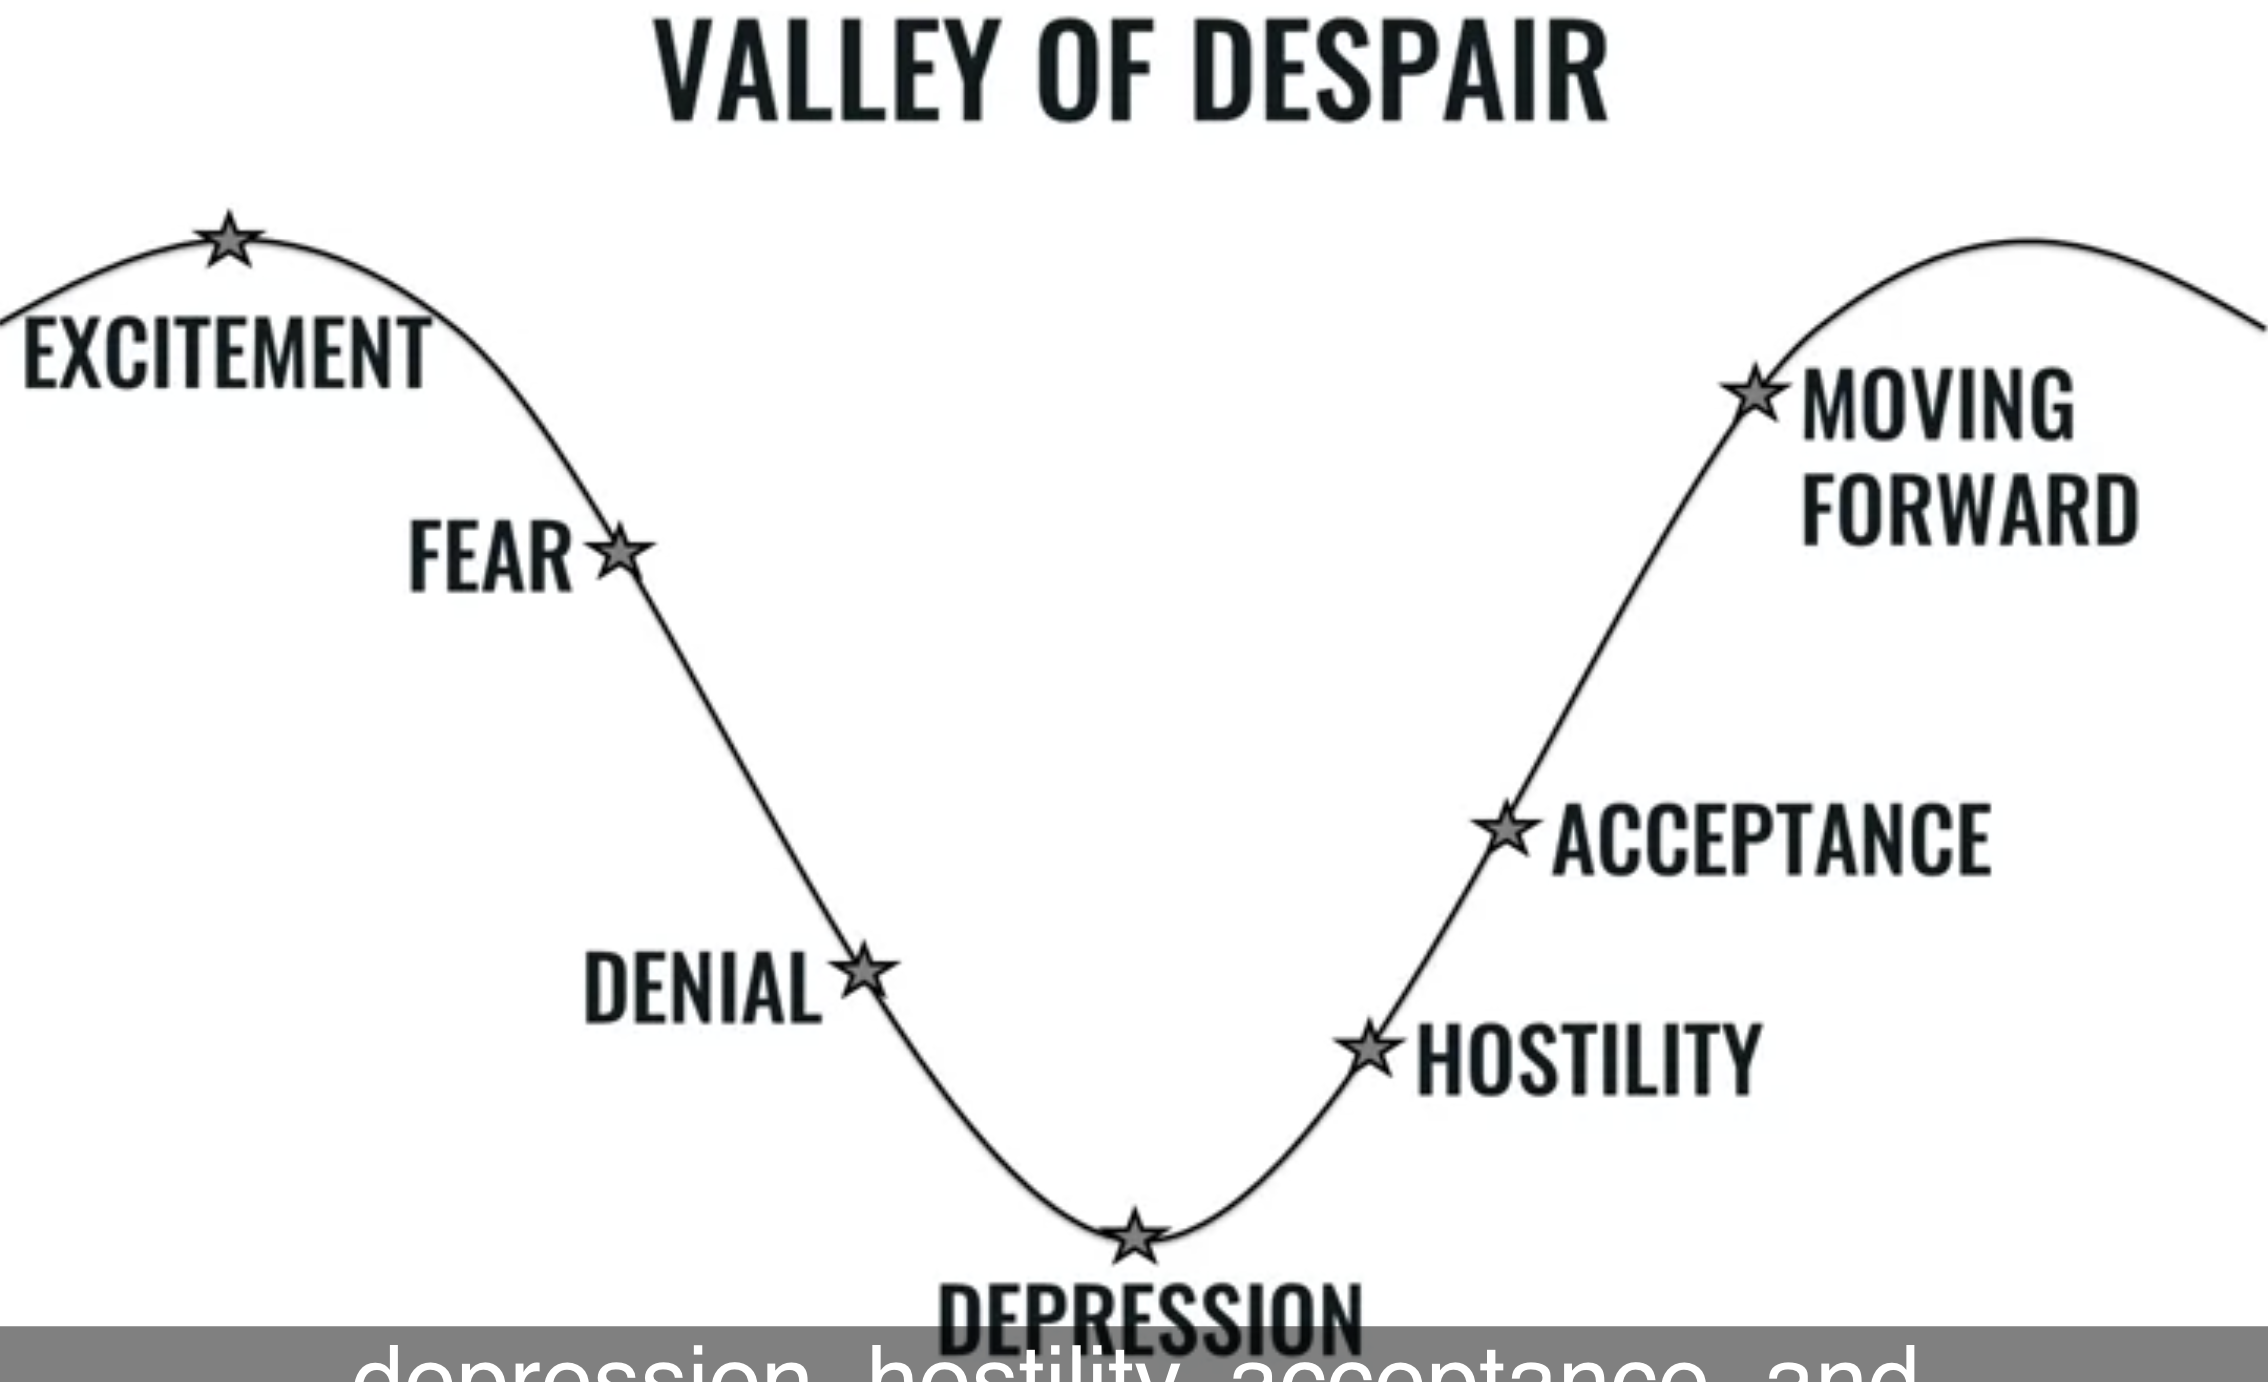 VALLEY OF DESPAIR
EXCITEMENT
FEAR
DENIAL
DEPRESSION
HOSTILITY
ACCEPTANCE
MOVING
FORWARD
depression, hostility, acceptance, and